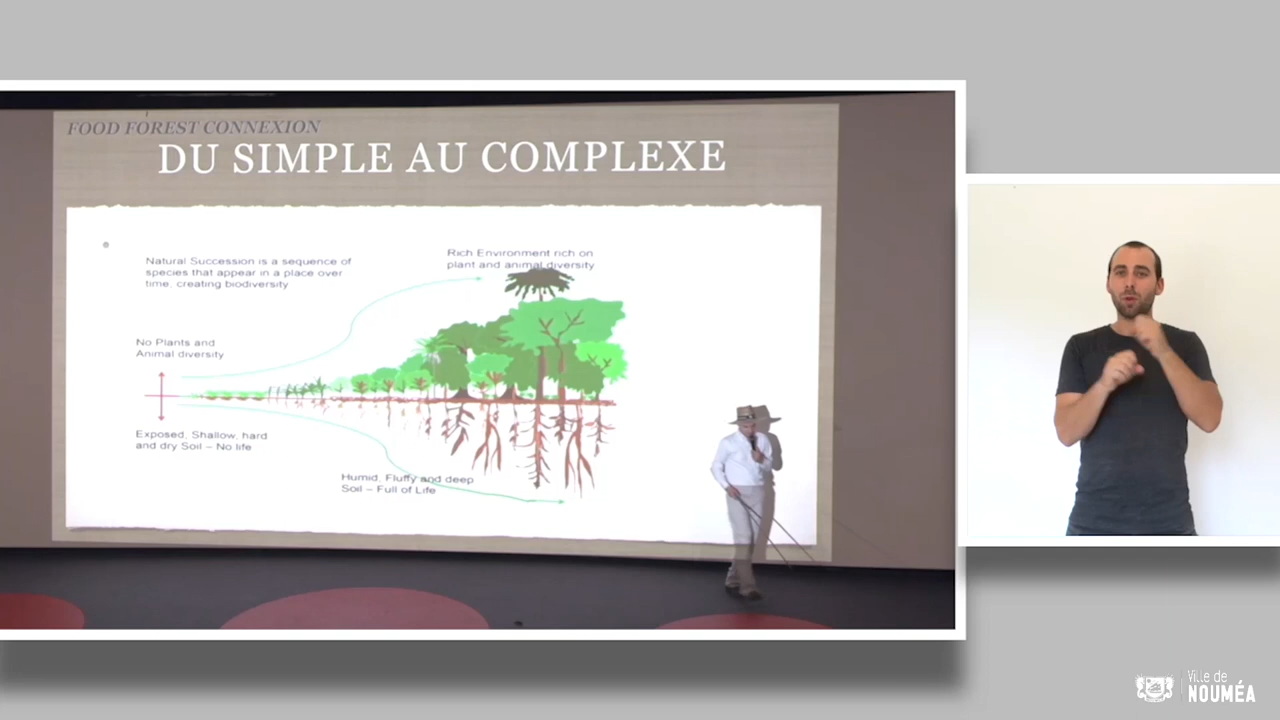 FOOD FOREST CONNEXION
DU SIMPLE AU COMPLEXE
Natural Succession is a sequence of
species that appear in a place over
time, creating biodiversity
Rich Environment rich on
plant and animal diversity
No Plants and
Animal diversity
Exposed, Shallow, hard
and dry Soil – No life
Humid, Fluffy and deep
Soil – Full of Life
Ville de
NOUMÉA